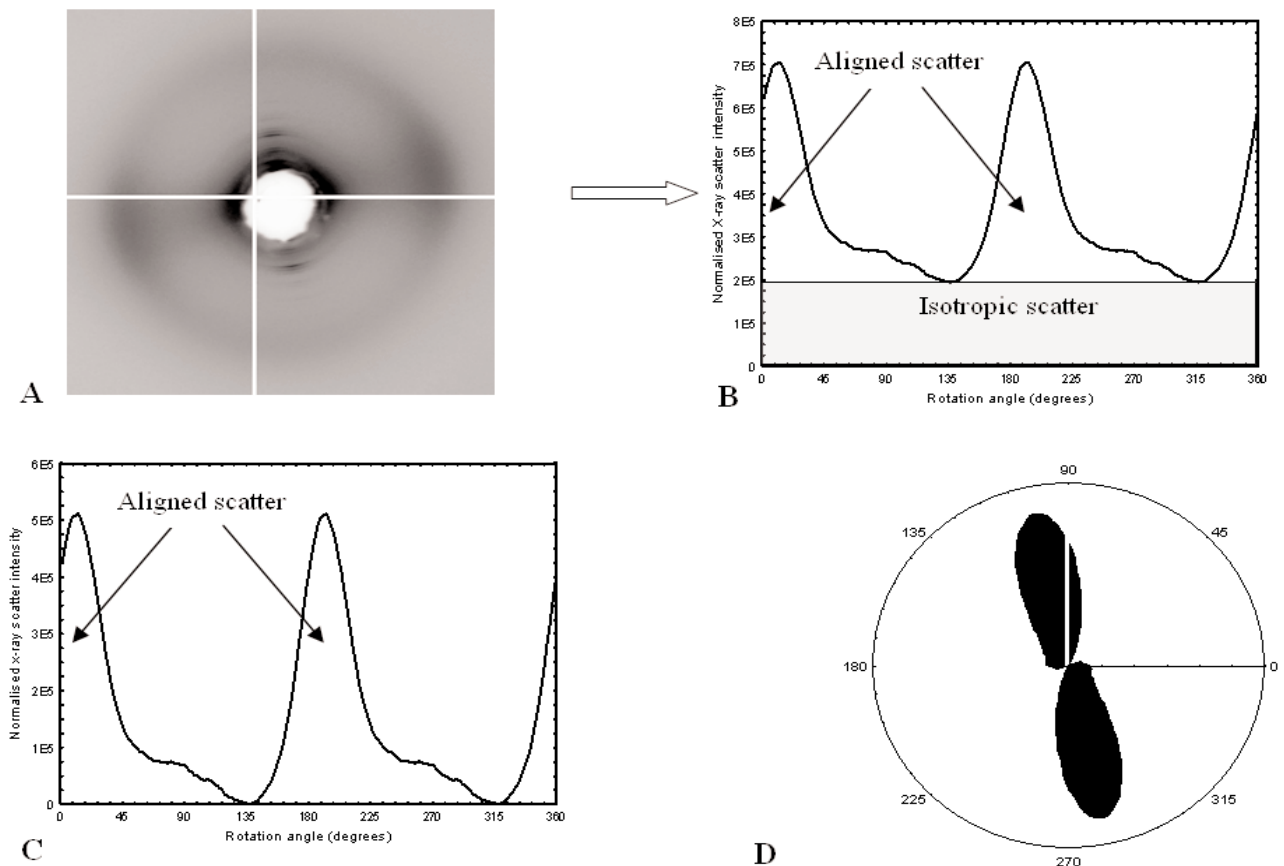 A
8E5
7E5
6E5
5E5
4E5
3E5
2E5
1E5
0
Normalised X-ray scatter intensity
Aligned scatter
Isotropic scatter
0 45 90 135 180 225 270 315 360
Rotation angle (degrees)
B
6E5
5E5
4E5
3E5
2E5
1E5
0
Normalised x-ray scatter intensity
Aligned scatter
0 45 90 135 180 225 270 315 360
Rotation angle (degrees)
C
90
135 45
180 0
225 315
270
D